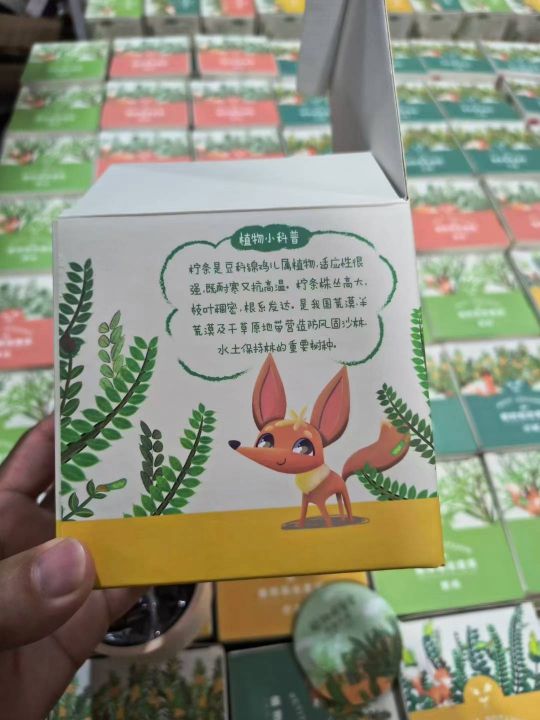 植物小科普
柠条是豆科锦鸡儿属植物,适应性很
强,既耐寒又抗高温。柠条株丛高大,
枝叶稠密,根系发达。是我国荒漠、半
荒漠及干草原地带营造防风固沙林、
水土保持林的重要树种。